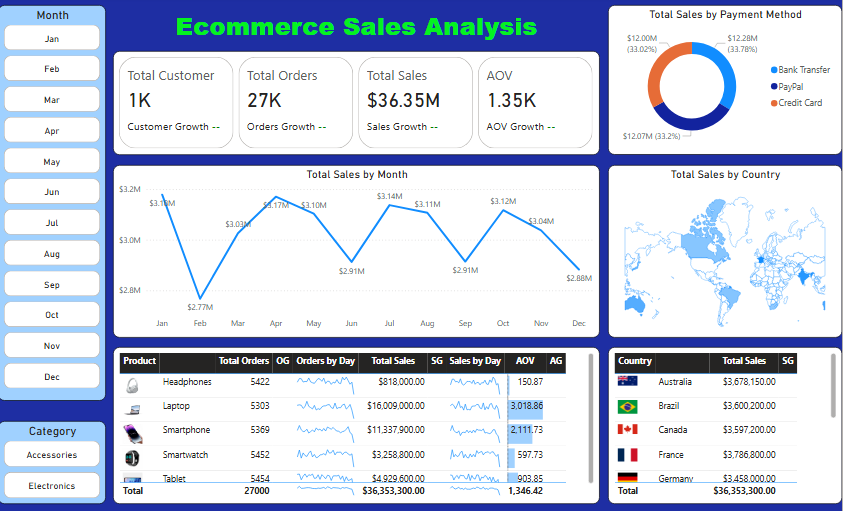 Month
Jan
Feb
Mar
Apr
May
Jun
Jul
Aug
Sep
Oct
Nov
Dec
Category
Accessories
Electronics
Ecommerce Sales Analysis
Total Customer
1K
Customer Growth --
Total Orders
27K
Orders Growth --
Total Sales
$36.35M
Sales Growth --
AOV
1.35K
AOV Growth --
Total Sales by Payment Method
$12.00M
(33.02%)
$12.28M
(33.78%)
$12.07M (33.2%)
Bank Transfer
PayPal
Credit Card
Total Sales by Month
$3.2M
$3.0M
$2.8M
$3.18M
$2.77M
$3.03M
$3.17M
$3.10M
$2.91M
$3.14M
$3.11M
$2.91M
$3.12M
$3.04M
$2.88M
Jan Feb Mar Apr May Jun Jul Aug Sep Oct Nov Dec
Total Sales by Country
Product Total Orders OG Orders by Day Total Sales SG Sales by Day AOV AG
Headphones 5422 $818,000.00 150.87
Laptop 5303 $16,009,000.00 3,018.86
Smartphone 5369 $11,337,900.00 2,111.73
Smartwatch 5452 $3,258,800.00 597.73
Tablet 5454 $4,929,600.00 903.85
Total 27000 $36,353,300.00 1,346.42
Country Total Sales SG
Australia $3,678,150.00
Brazil $3,600,200.00
Canada $3,597,200.00
France $3,786,800.00
Germany $3,458,000.00
Total $36,353,300.00